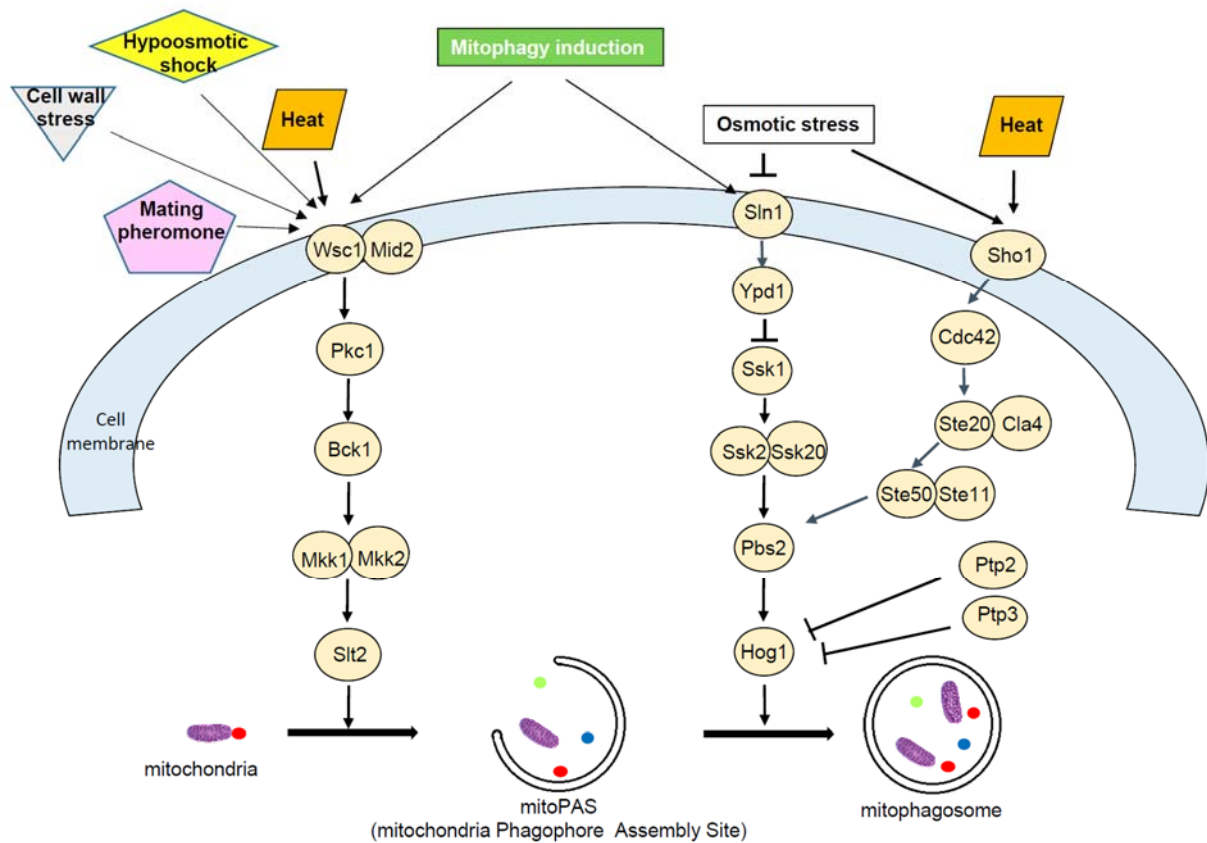 Hypoosmotic
shock
Mitophagy induction
Cell wall
stress
Heat
Osmotic stress
Heat
Mating
pheromone
Wsc1
Mid2
Sln1
Sho1
Ypd1
Cdc42
Pkc1
Ssk1
Cell
membrane
Ste20
Cla4
Bck1
Ssk2
Ssk20
Ste50
Ste11
Mkk1
Mkk2
Pbs2
Ptp2
Ptp3
Slt2
Hog1
mitochondria
mitoPAS
(mitochondria Phagophore Assembly Site)
mitophagosome